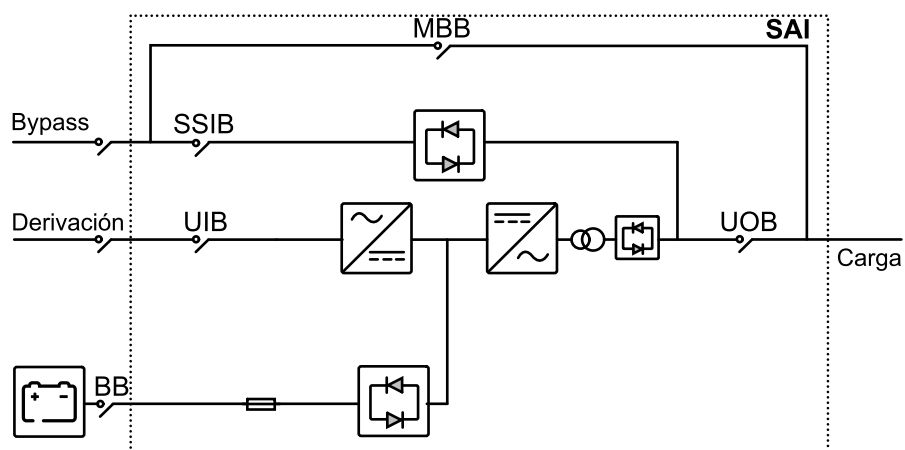 MBB
SAI
Bypass
SSIB
Derivación
UIB
UOB
Carga
BB
+ -